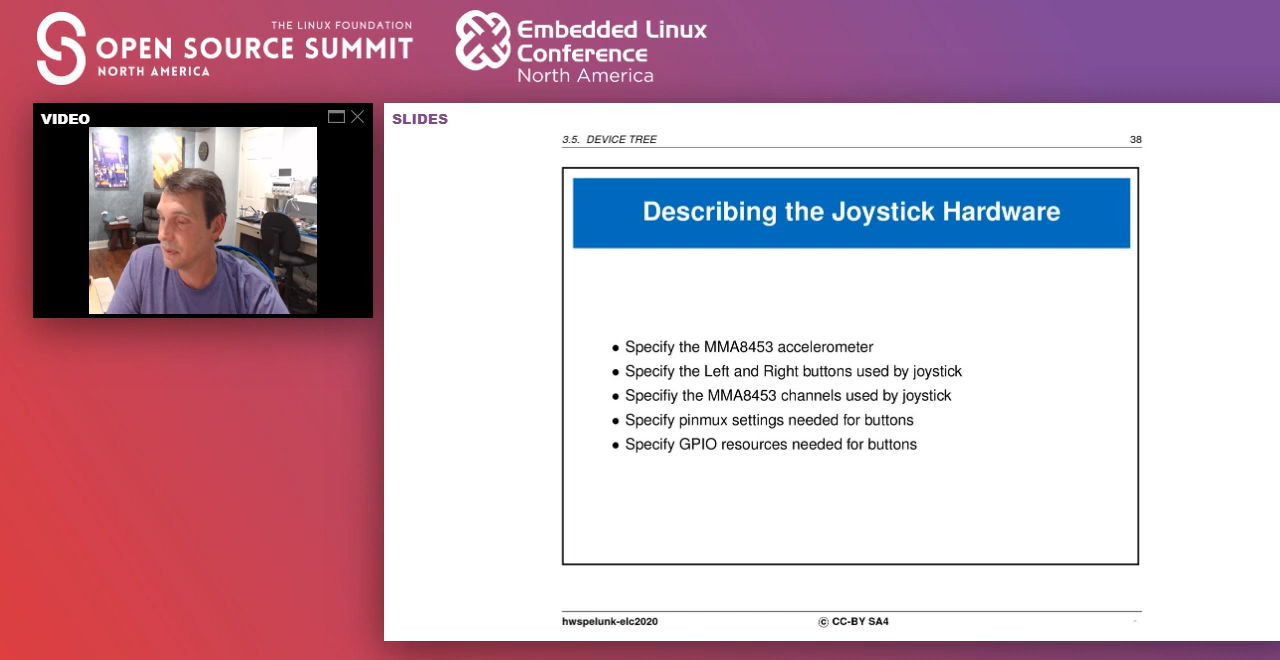 THE LINUX FOUNDATION
OPEN SOURCE SUMMIT
NORTH AMERICA
Embedded Linux
Conference
North America
VIDEO
SLIDES
3.5. DEVICE TREE 38
Describing the Joystick Hardware
• Specify the MMA8453 accelerometer
• Specify the Left and Right buttons used by joystick
• Specifiy the MMA8453 channels used by joystick
• Specify pinmux settings needed for buttons
• Specify GPIO resources needed for buttons
hwspelunk-elc2020 © CC-BY SA4